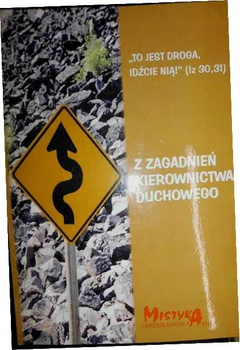 „TO JEST DROGA,
IDŹCIE NIĄ!” (Iz 30,31)
Z ZAGADNIEŃ
KIEROWNICTWA
DUCHOWEGO
MISTYKA